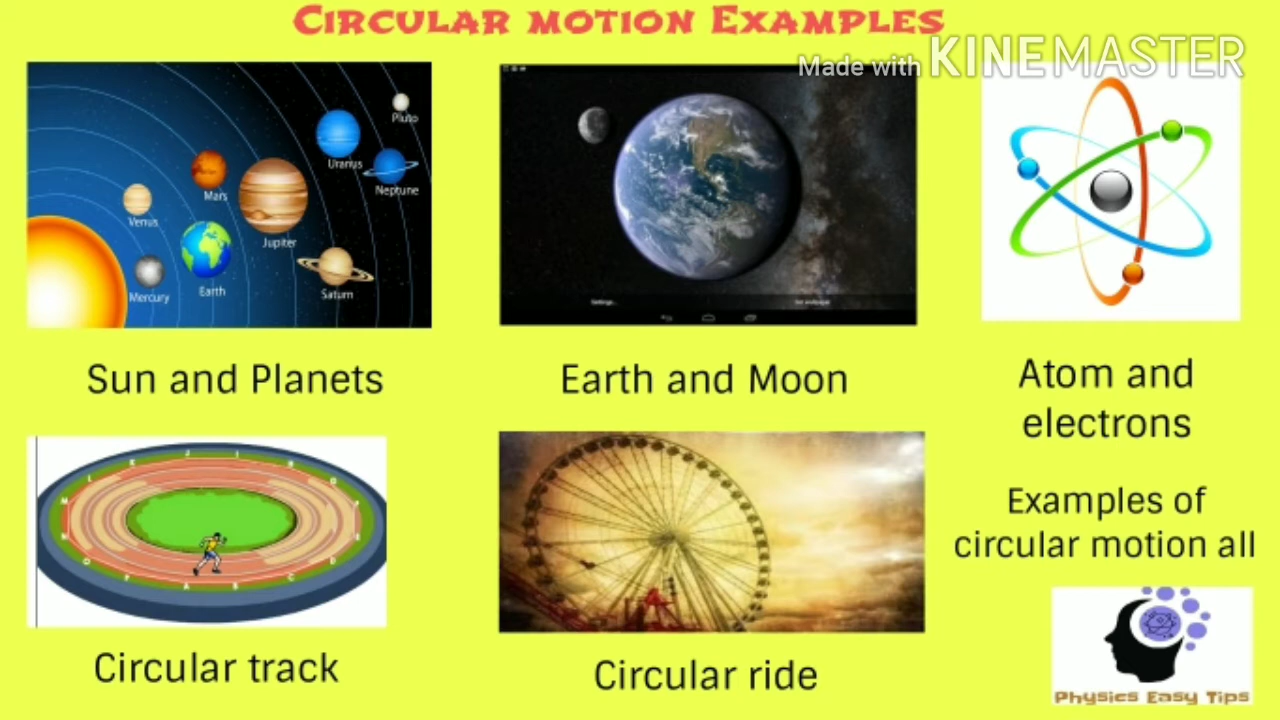 Circular motion Examples
Made with KINEMASTER
Pluto
Uranus
Mars
Neptune
Venus
Jupiter
Mercury
Earth
Saturn
Sun and Planets
Earth and Moon
Atom and
electrons
Examples of
circular motion all
Circular track
Circular ride
Physics Easy Tips